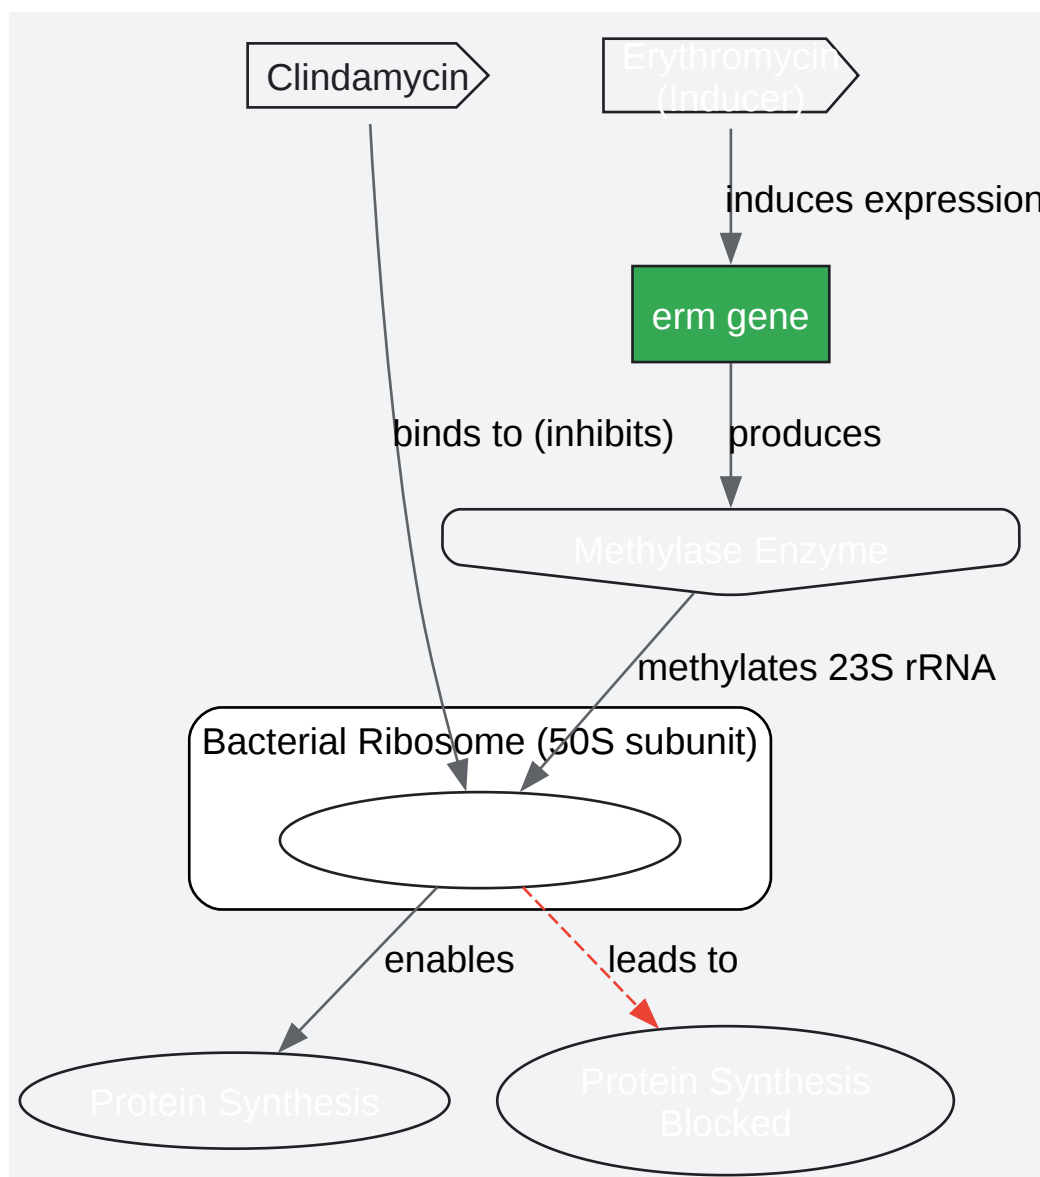 Clindamycin
Erythromycin
(Inducer)
induces expression
erm gene
binds to (inhibits)
produces
Methylase Enzyme
methylates 23S rRNA
Bacterial Ribosome (50S subunit)
enables
leads to
Protein Synthesis
Protein Synthesis
Blocked